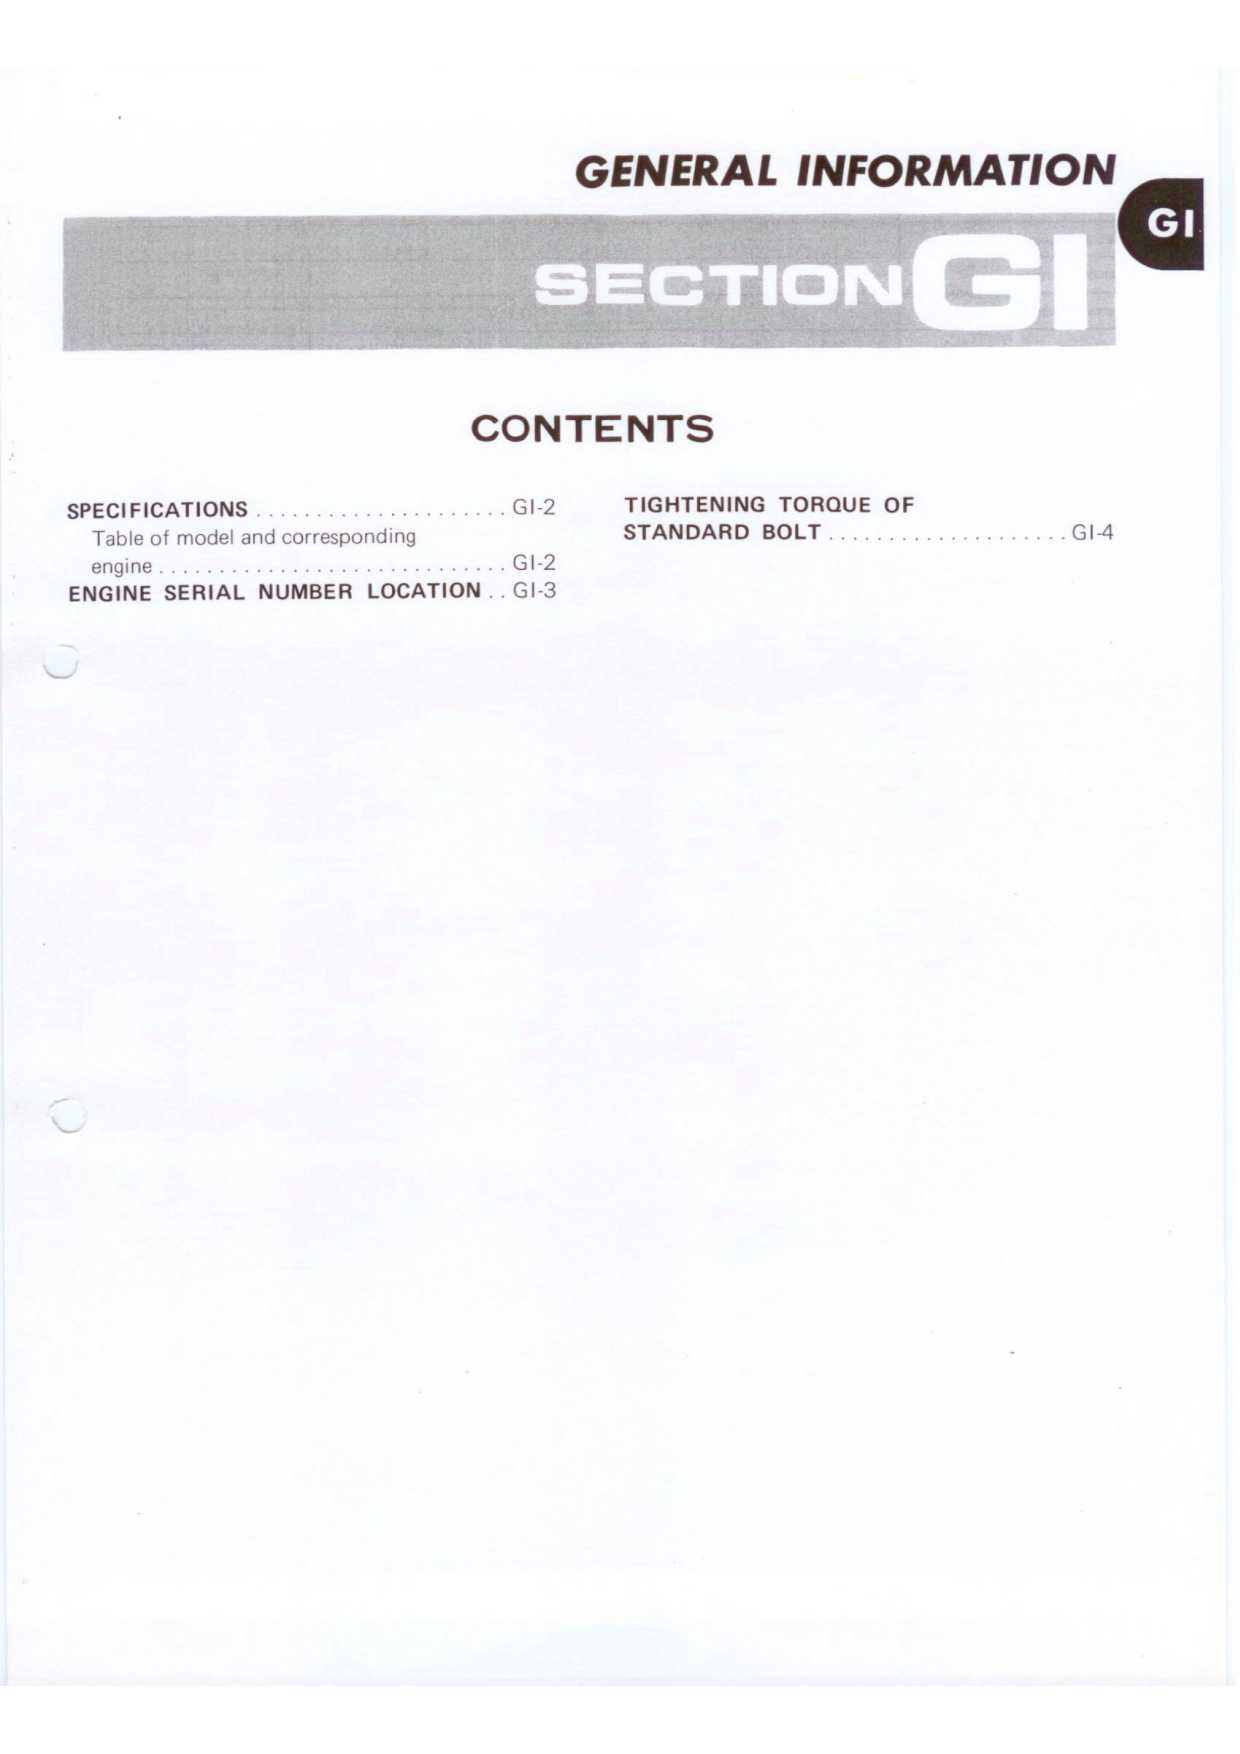 GENERAL INFORMATION
GI
SECTION GI
CONTENTS
SPECIFICATIONS . . . . . . . . . . . . . . . . . . . . . GI-2
Table of model and corresponding
engine . . . . . . . . . . . . . . . . . . . . . . . . . . . . . GI-2
ENGINE SERIAL NUMBER LOCATION . . GI-3
TIGHTENING TORQUE OF
STANDARD BOLT . . . . . . . . . . . . . . . . . . . . GI-4